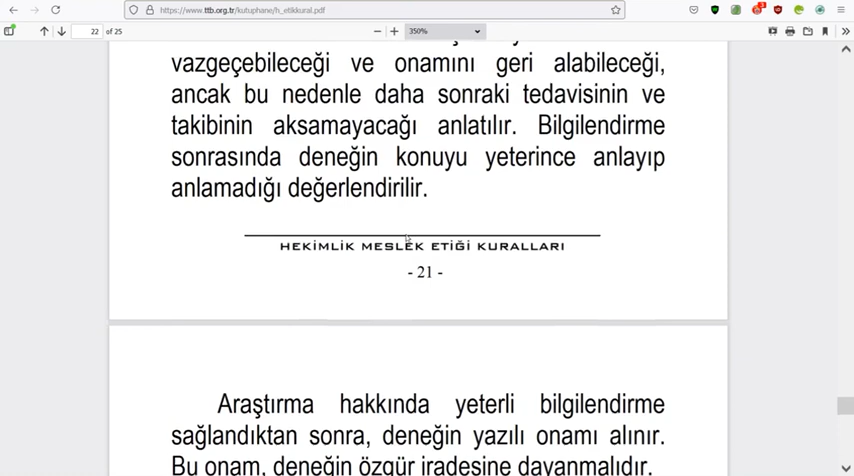 https://www.ttb.org.tr/kutuphane/h_etikkural.pdf
22 of 25
350%
vazgeçebileceği ve onamını geri alabileceği,
ancak bu nedenle daha sonraki tedavisinin ve
takibinin aksamayacağı anlatılır. Bilgilendirme
sonrasında deneğin konuyu yeterince anlayıp
anlamadığı değerlendirilir.
HEKİMLİK MESLEK ETİĞİ KURALLARI
- 21 -
Araştırma hakkında yeterli bilgilendirme
sağlandıktan sonra, deneğin yazılı onamı alınır.
Bu onam, deneğin özgür iradesine dayanmalıdır.